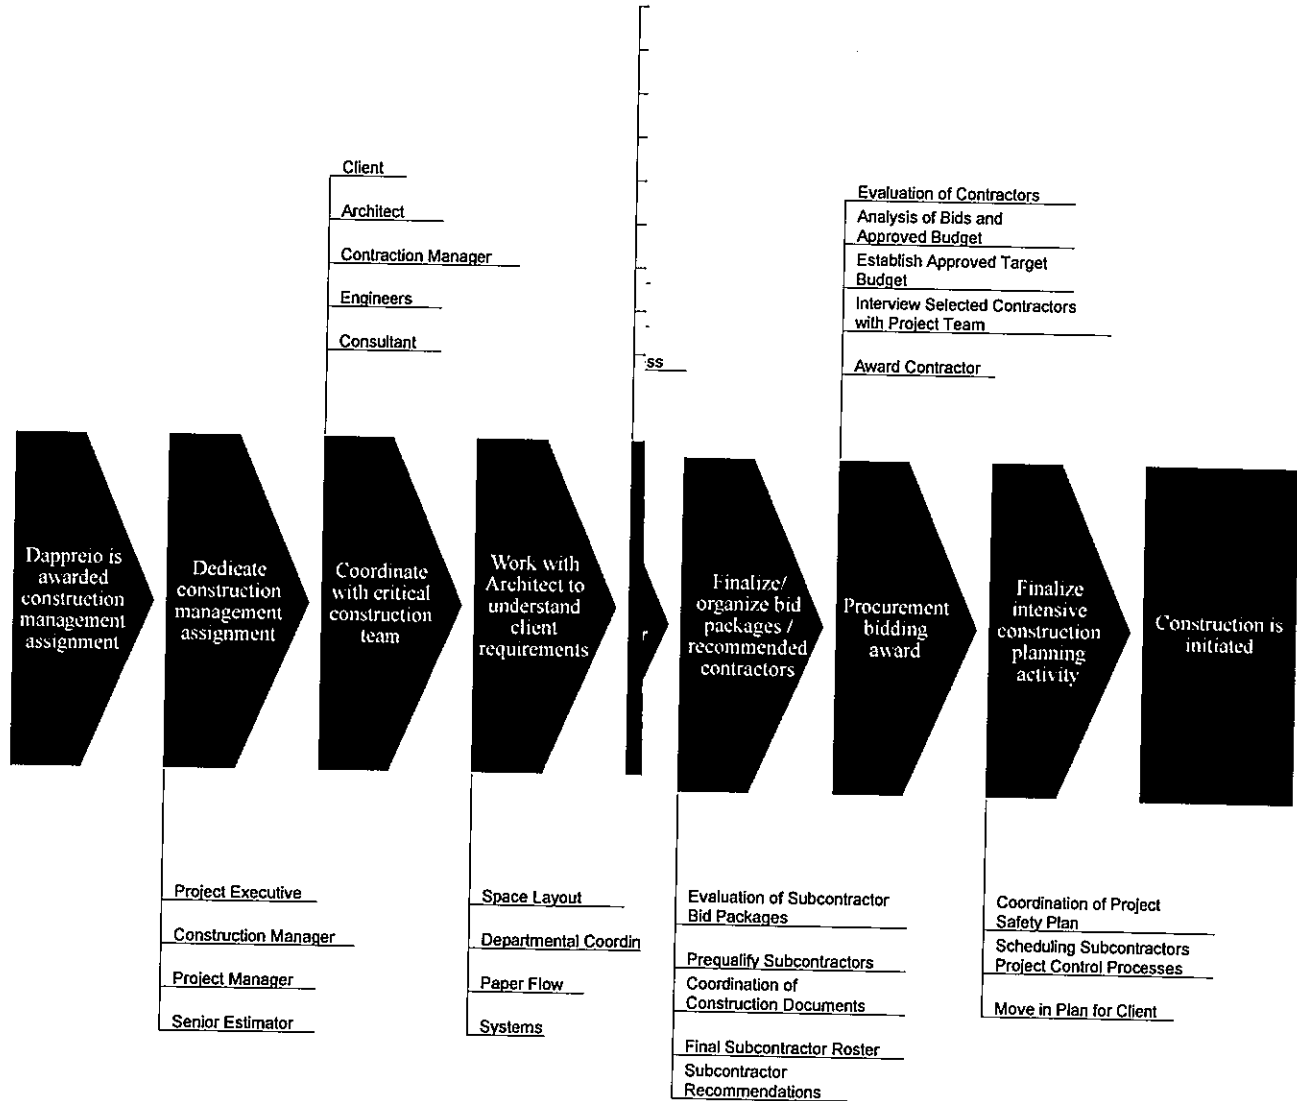 Client
Architect
Contraction Manager
Engineers
Consultant
ss
Evaluation of Contractors
Analysis of Bids and
Approved Budget
Establish Approved Target
Budget
Interview Selected Contractors
with Project Team
Award Contractor
Dappreio is
awarded
construction
management
assignment
Dedicate
construction
management
assignment
Coordinate
with critical
construction
team
Work with
Architect to
understand
client
requirements
r
Finalize/
organize bid
packages /
recommended
contractors
Procurement
bidding
award
Finalize
intensive
construction
planning
activity
Construction is
initiated
Project Executive
Construction Manager
Project Manager
Senior Estimator
Space Layout
Departmental Coordin
Paper Flow
Systems
Evaluation of Subcontractor
Bid Packages
Prequalify Subcontractors
Coordination of
Construction Documents
Final Subcontractor Roster
Subcontractor
Recommendations
Coordination of Project
Safety Plan
Scheduling Subcontractors
Project Control Processes
Move in Plan for Client